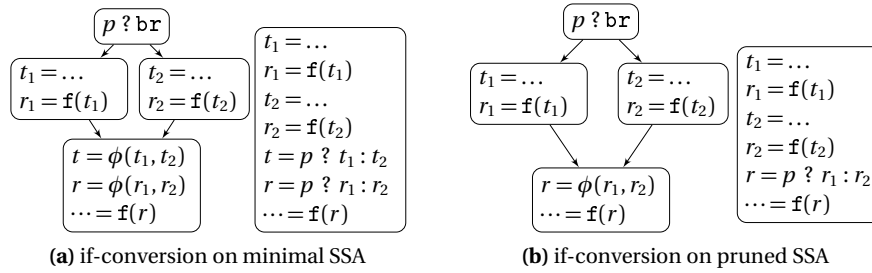 p ? br
t₁ = …
r₁ = f(t₁)
t₂ = …
r₂ = f(t₂)
t = ϕ(t₁, t₂)
r = ϕ(r₁, r₂)
⋯ = f(r)
t₁ = …
r₁ = f(t₁)
t₂ = …
r₂ = f(t₂)
t = p ? t₁ : t₂
r = p ? r₁ : r₂
⋯ = f(r)
(a) if-conversion on minimal SSA
p ? br
t₁ = …
r₁ = f(t₁)
t₂ = …
r₂ = f(t₂)
r = ϕ(r₁, r₂)
⋯ = f(r)
t₁ = …
r₁ = f(t₁)
t₂ = …
r₂ = f(t₂)
r = p ? r₁ : r₂
⋯ = f(r)
(b) if-conversion on pruned SSA